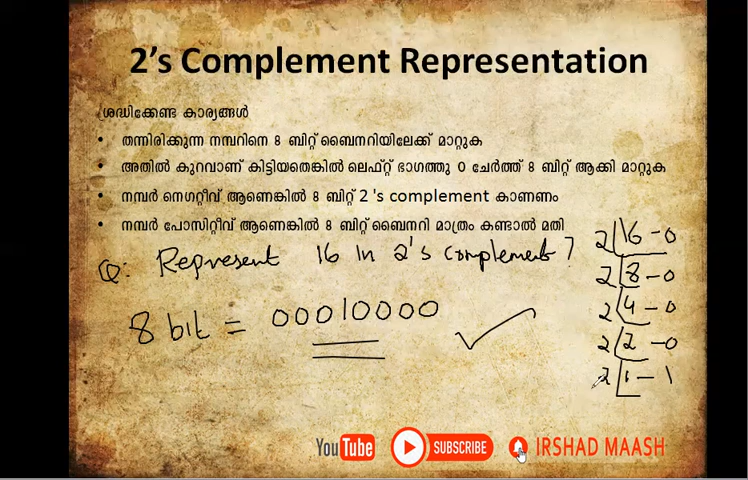 2's Complement Representation
ശ്രദ്ധിക്കേണ്ട കാര്യങ്ങൾ
• തന്നിരിക്കുന്ന നമ്പറിനെ 8 ബിറ്റ് ബൈനറിയിലേക്ക് മാറ്റുക
• അതിൽ കുറവാണ് കിട്ടിയതെങ്കിൽ ലെഫ്റ്റ് ഭാഗത്തു 0 ചേർത്ത് 8 ബിറ്റ് ആക്കി മാറ്റുക
• നമ്പർ നെഗറ്റീവ് ആണെങ്കിൽ 8 ബിറ്റ് 2 's complement കാണണം
• നമ്പർ പോസിറ്റീവ് ആണെങ്കിൽ 8 ബിറ്റ് ബൈനറി മാത്രം കണ്ടാൽ മതി
Q: Represent 16 in 2's complement?
8 bit = 00010000
2 16 - 0
2 8 - 0
2 4 - 0
2 2 - 0
2 1 - 1
YouTube SUBSCRIBE IRSHAD MAASH